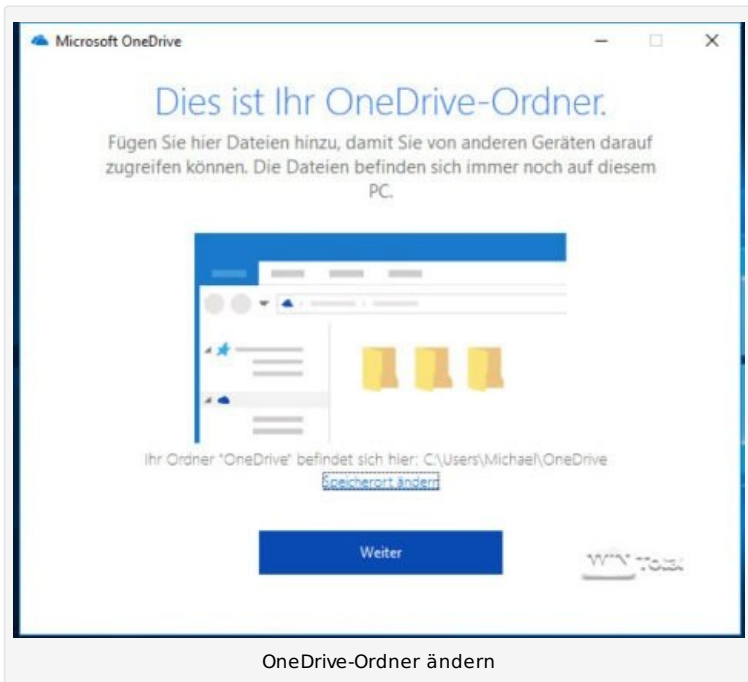 Microsoft OneDrive
Dies ist Ihr OneDrive-Ordner.
Fügen Sie hier Dateien hinzu, damit Sie von anderen Geräten darauf
zugreifen können. Die Dateien befinden sich immer noch auf diesem
PC.
Ihr Ordner "OneDrive" befindet sich hier: C:\Users\Michael\OneDrive
Speicherort ändern
Weiter
WIN Total
OneDrive-Ordner ändern